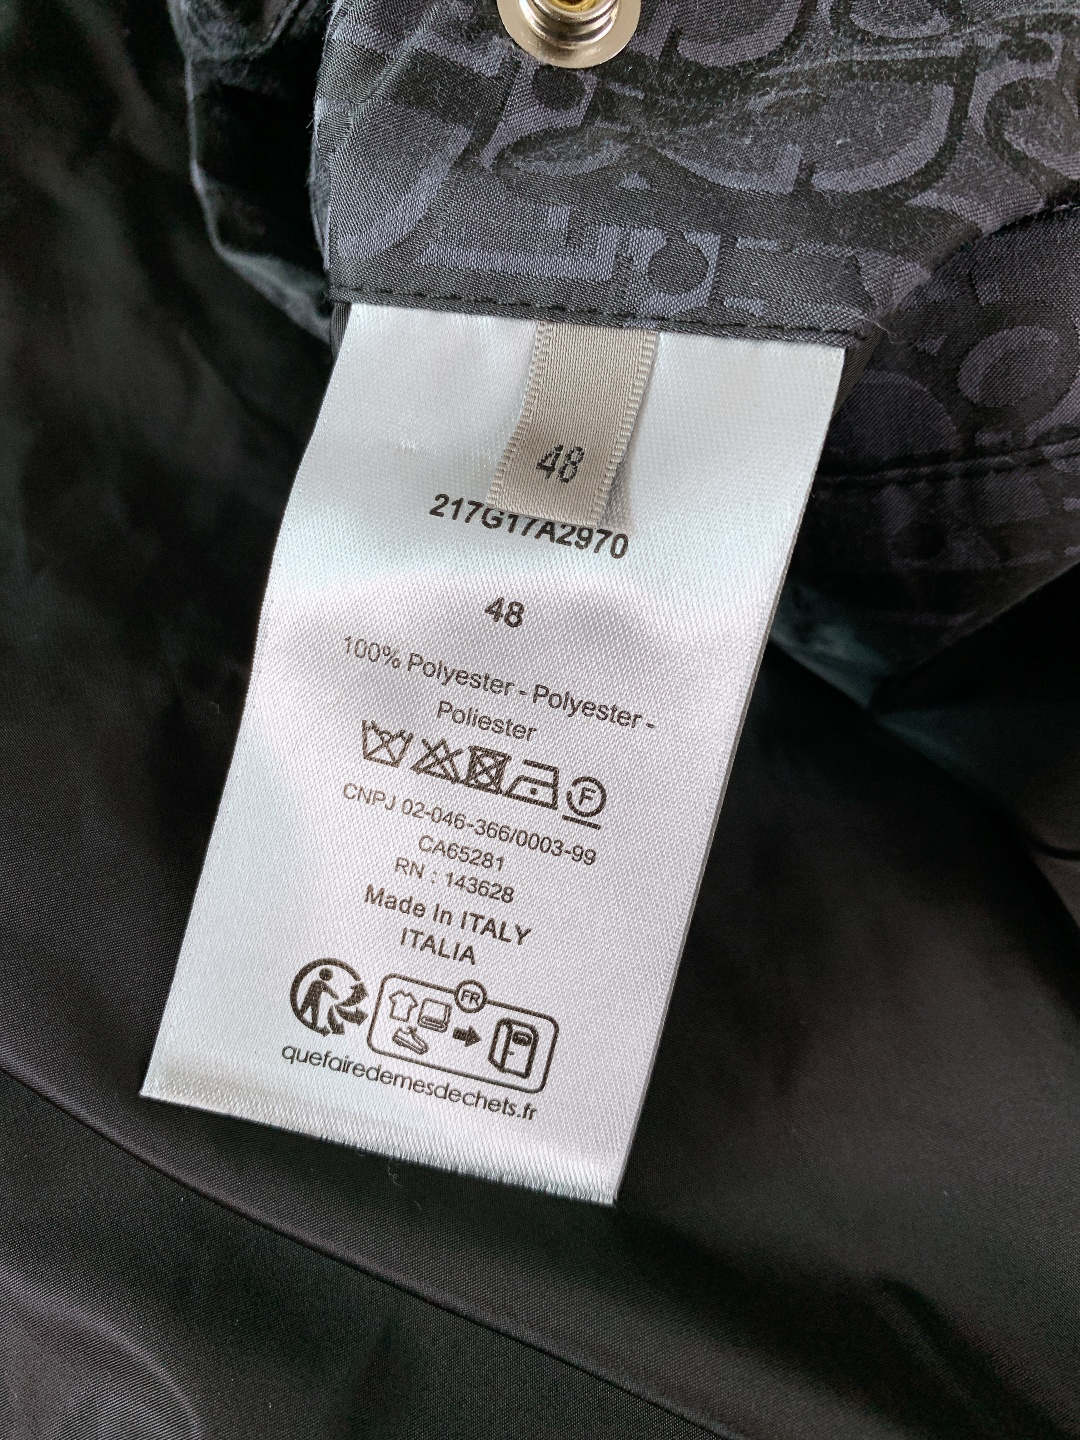 48
217G17A2970
48
100% Polyester - Polyester -
Poliester
F
CNPJ 02-046-366/0003-99
CA65281
RN : 143628
Made In ITALY
ITALIA
FR
quefairedemesdechets.fr